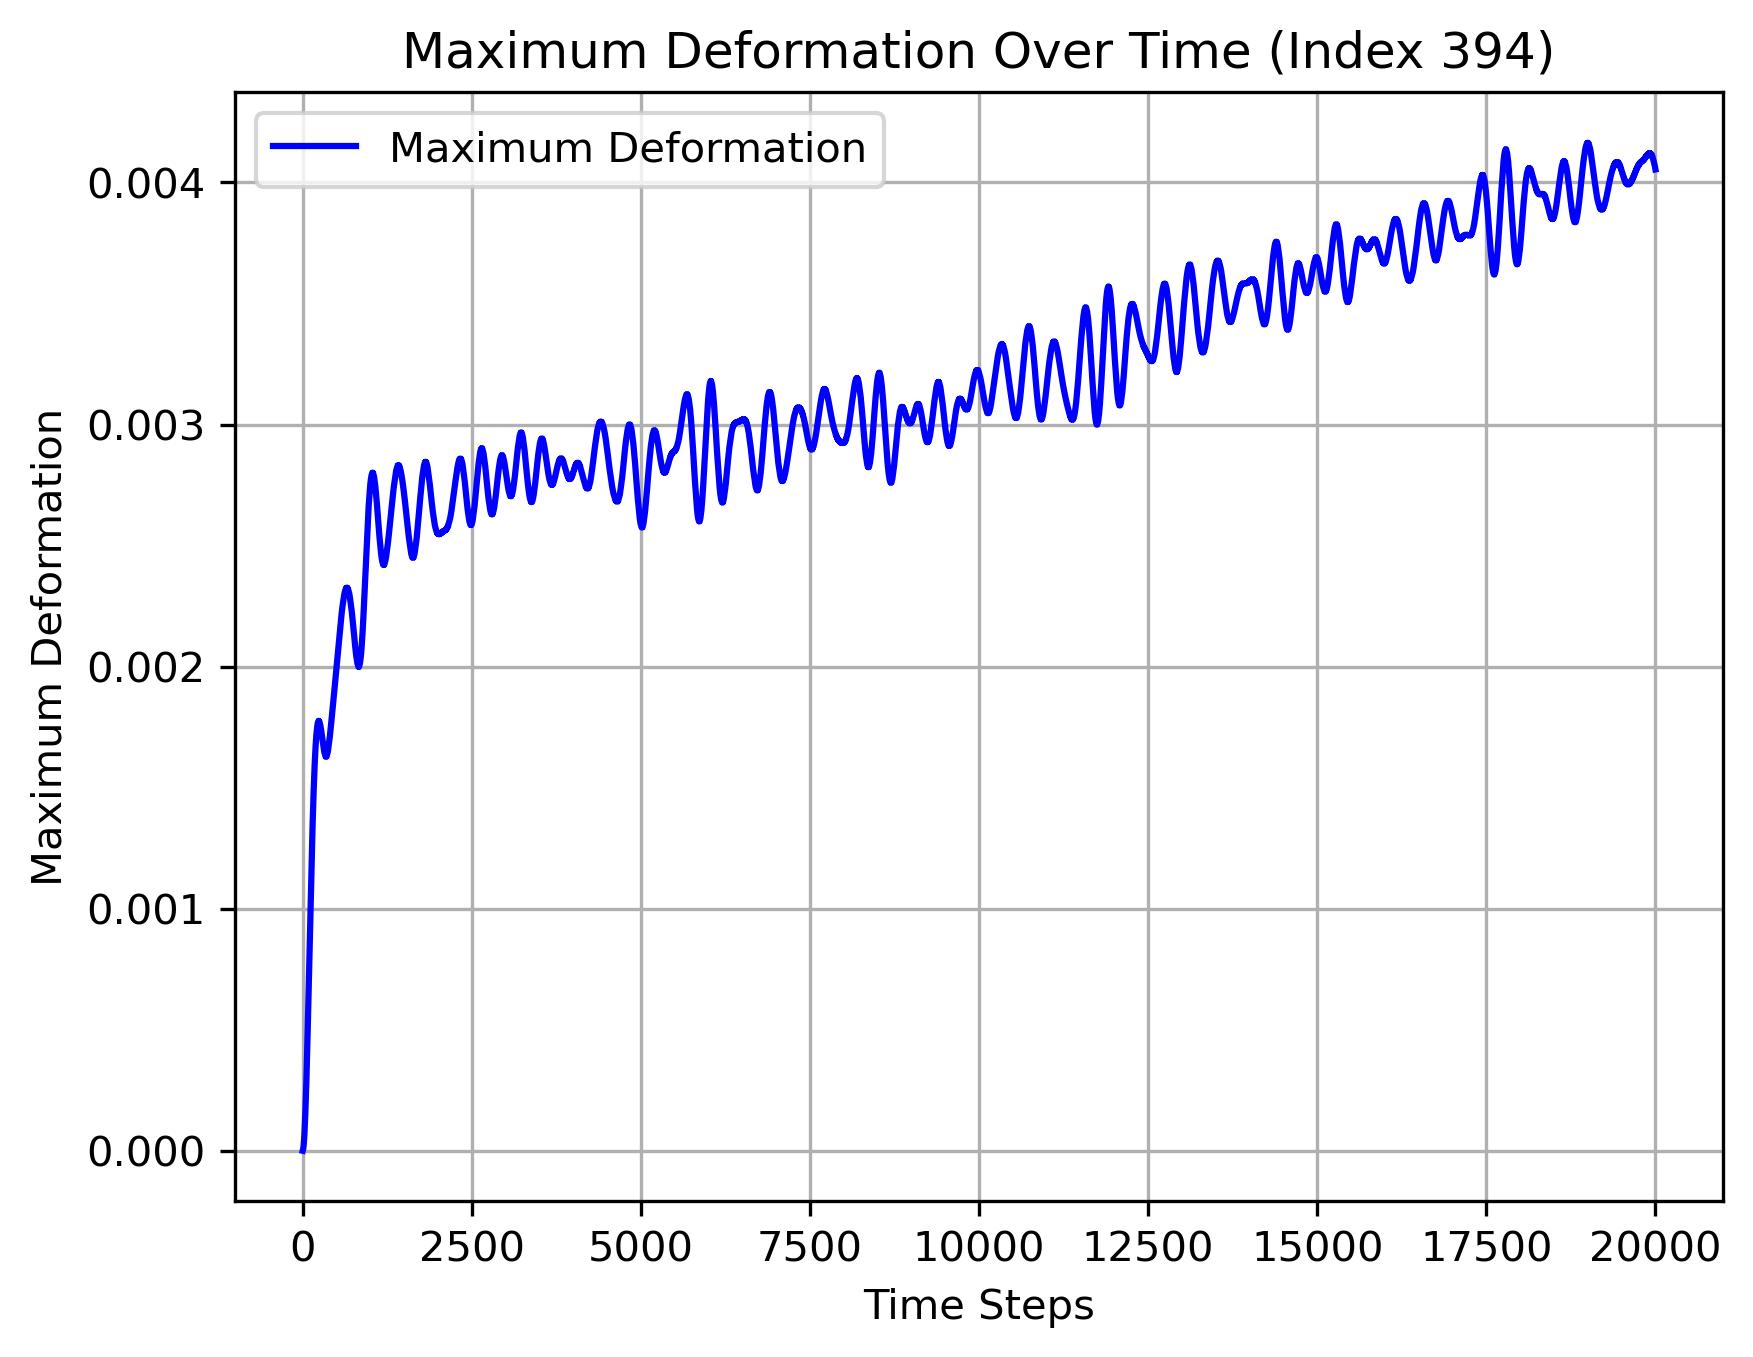 Maximum Deformation Over Time (Index 394)
Maximum Deformation
0.004
0.003
0.002
0.001
0.000
Maximum Deformation
0 2500 5000 7500 10000 12500 15000 17500 20000
Time Steps